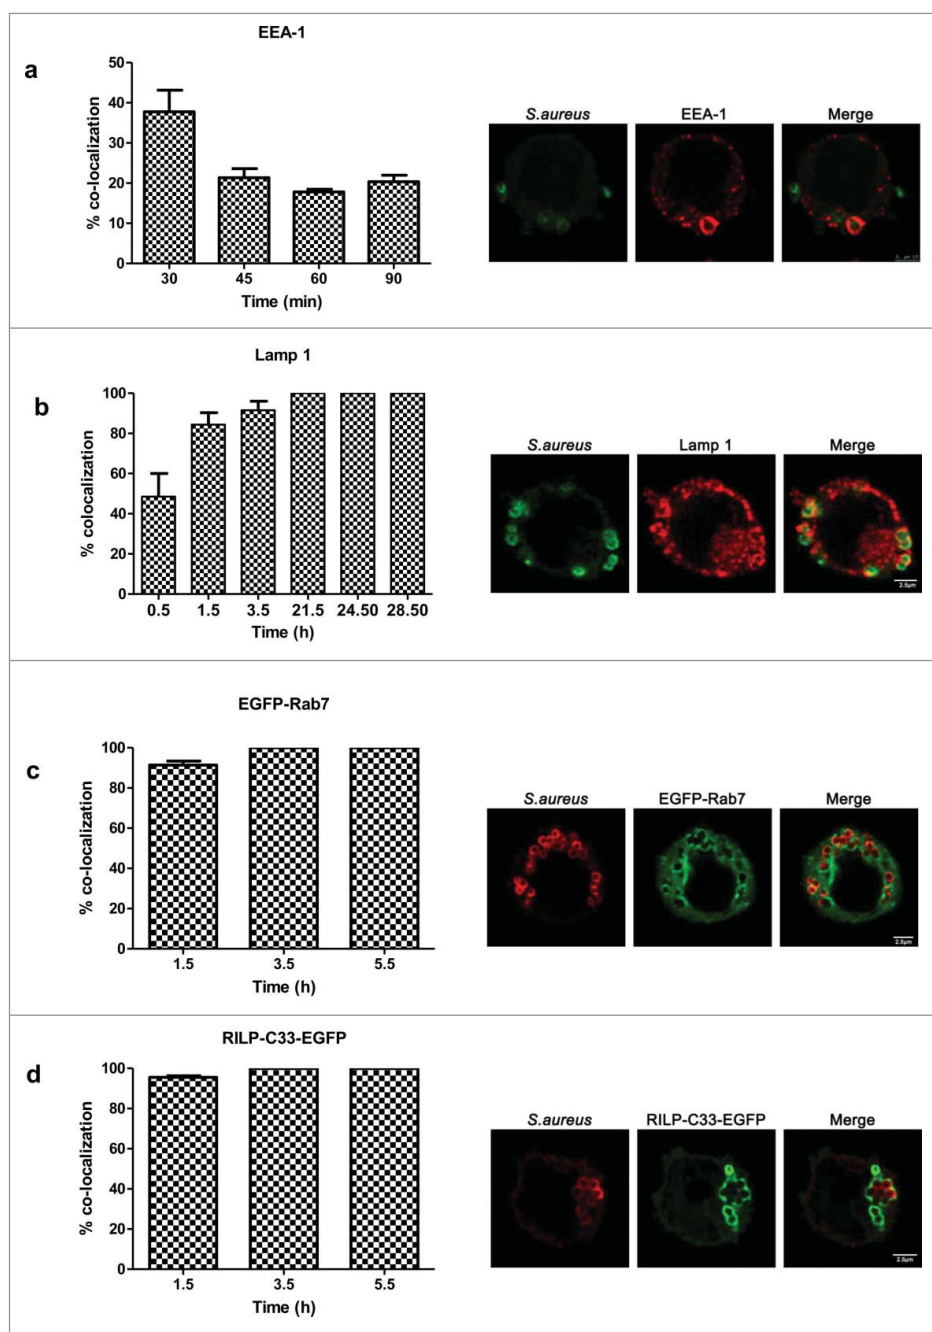 EEA-1
a
50
40
30
20
10
0
% co-localization
30 45 60 90
Time (min)
S.aureus EEA-1 Merge
Lamp 1
b
100
80
60
40
20
0
% colocalization
0.5 1.5 3.5 21.5 24.50 28.50
Time (h)
S.aureus Lamp 1 Merge
2.5µm
EGFP-Rab7
c
100
80
60
40
20
0
% co-localization
1.5 3.5 5.5
Time (h)
S.aureus EGFP-Rab7 Merge
2.5µm
RILP-C33-EGFP
d
100
80
60
40
20
0
% co-localization
1.5 3.5 5.5
Time (h)
S.aureus RILP-C33-EGFP Merge
2.5µm